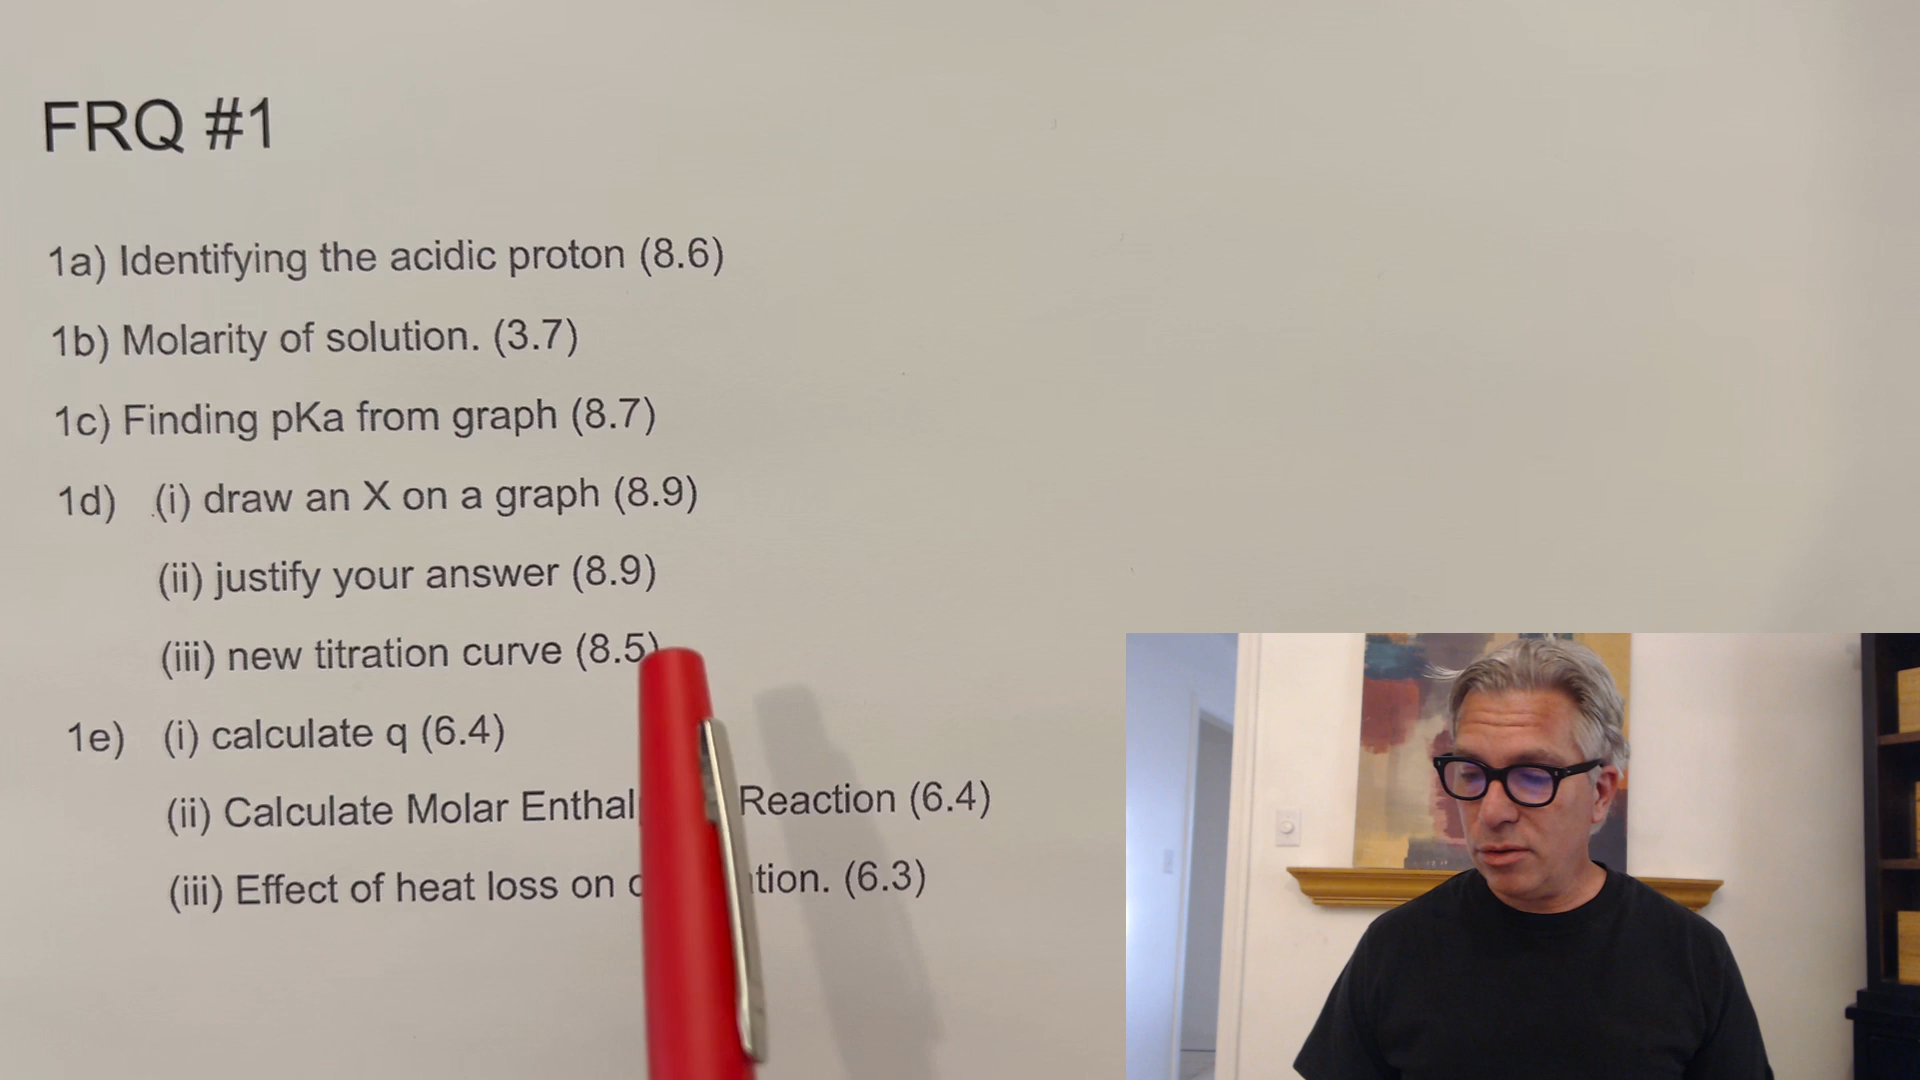 FRQ #1
1a) Identifying the acidic proton (8.6)
1b) Molarity of solution. (3.7)
1c) Finding pKa from graph (8.7)
1d) (i) draw an X on a graph (8.9)
(ii) justify your answer (8.9)
(iii) new titration curve (8.5)
1e) (i) calculate q (6.4)
(ii) Calculate Molar Reaction (6.4)
(iii) Effect of heat loss on (6.3)